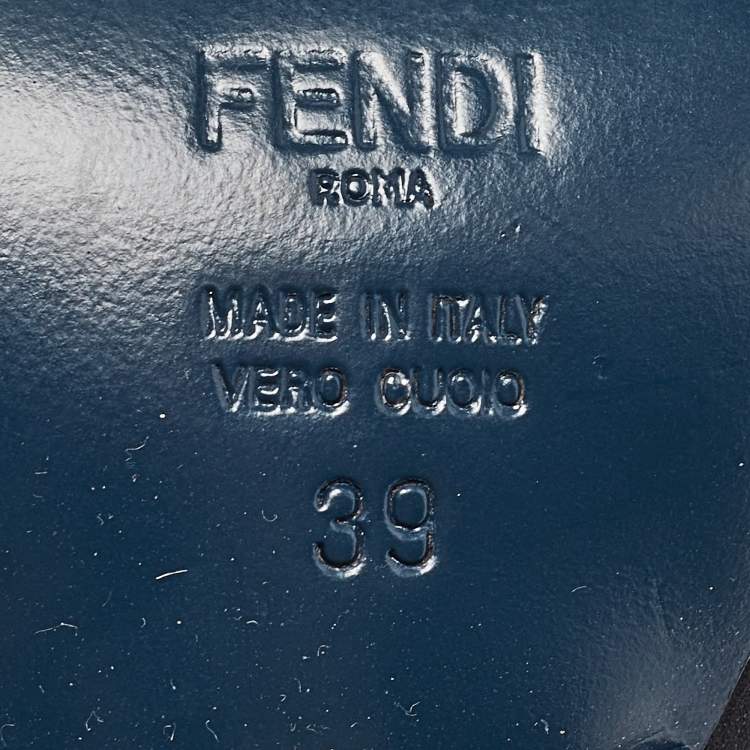 FENDI
ROMA
MADE IN ITALY
VERO CUOIO
39